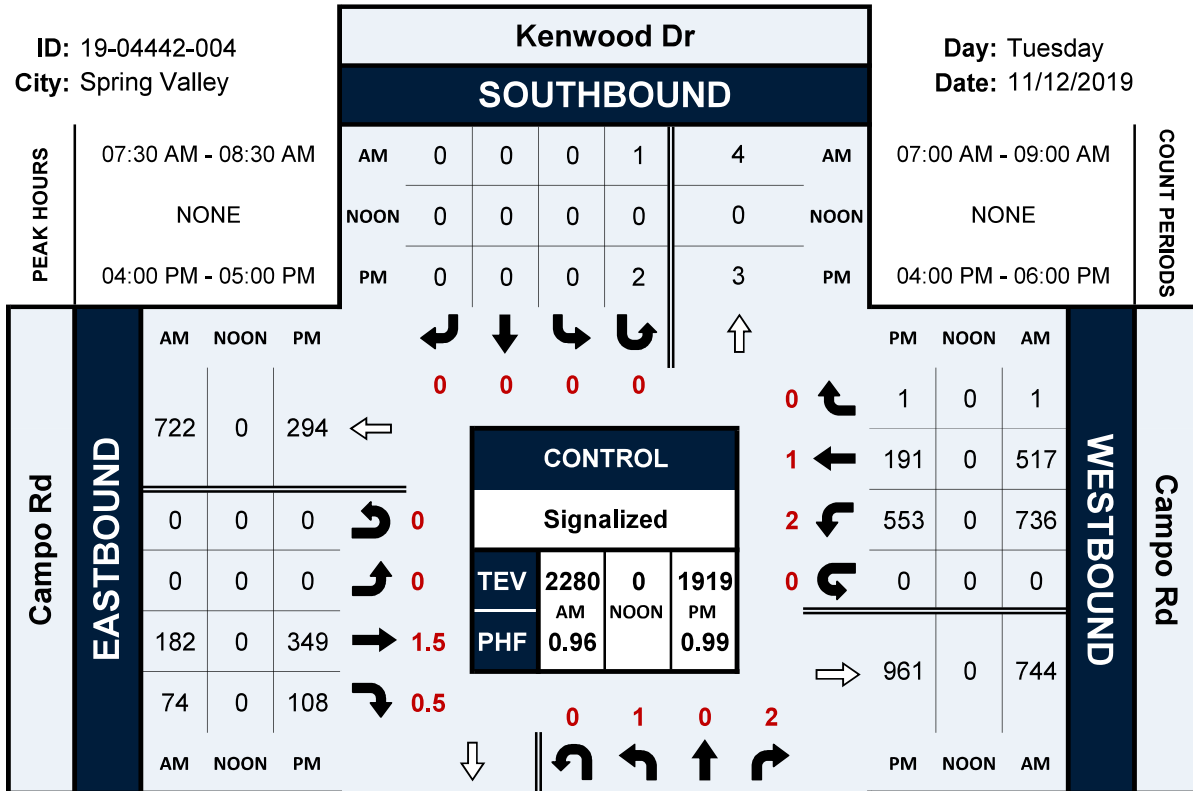 ID: 19-04442-004
City: Spring Valley
Kenwood Dr
SOUTHBOUND
Day: Tuesday
Date: 11/12/2019
PEAK HOURS
07:30 AM - 08:30 AM
NONE
04:00 PM - 05:00 PM
AM 0 0 0 1 4 AM
NOON 0 0 0 0 0 NOON
PM 0 0 0 2 3 PM
07:00 AM - 09:00 AM
NONE
04:00 PM - 06:00 PM
COUNT PERIODS
0 0 0 0
Campo Rd
EASTBOUND
AM NOON PM
722 0 294
0 0 0 0
0 0 0 0
182 0 349 1.5
74 0 108 0.5
AM NOON PM
CONTROL
Signalized
TEV 2280 0 1919
AM NOON PM
PHF 0.96 0.99
0 1 0 2
PM NOON AM
0 1 0 1
1 191 0 517
2 553 0 736
0 0 0 0
961 0 744
PM NOON AM
WESTBOUND
Campo Rd